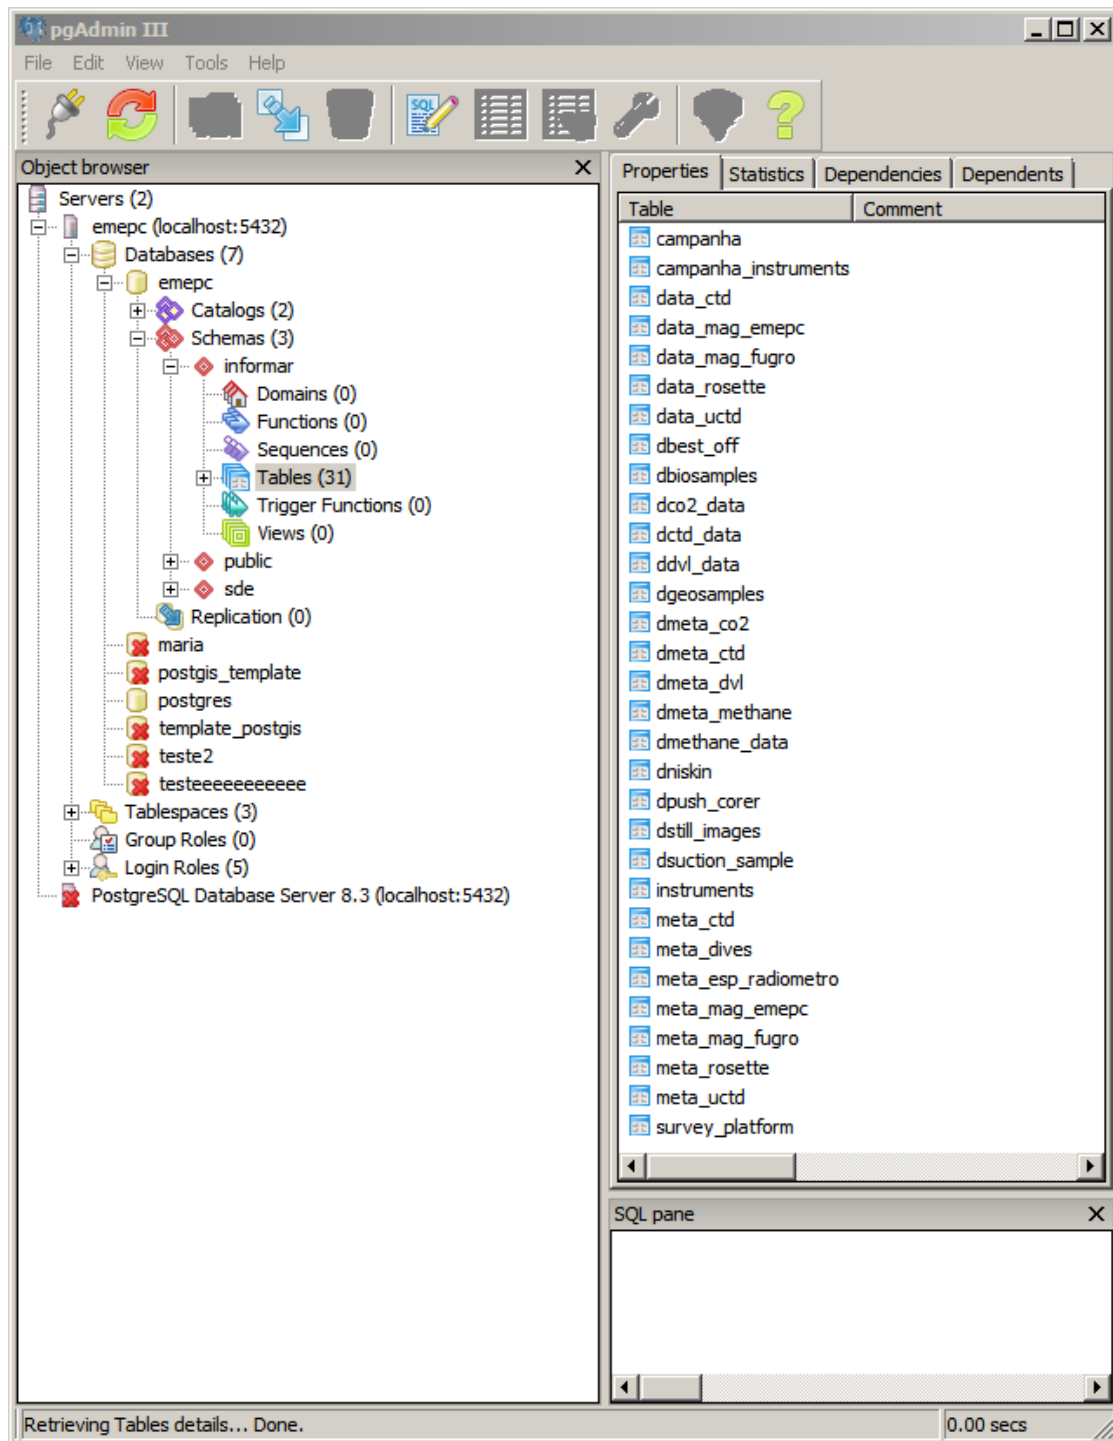 pgAdmin III
File Edit View Tools Help
SQL
Object browser
Servers (2)
emepc (localhost:5432)
Databases (7)
emepc
Catalogs (2)
Schemas (3)
informar
Domains (0)
Functions (0)
Sequences (0)
Tables (31)
Trigger Functions (0)
Views (0)
public
sde
Replication (0)
maria
postgis_template
postgres
template_postgis
teste2
testeeeeeeeeeee
Tablespaces (3)
Group Roles (0)
Login Roles (5)
PostgreSQL Database Server 8.3 (localhost:5432)
Properties Statistics Dependencies Dependents
Table Comment
campanha
campanha_instruments
data_ctd
data_mag_emepc
data_mag_fugro
data_rosette
data_uctd
dbest_off
dbiosamples
dco2_data
dctd_data
ddvl_data
dgeosamples
dmeta_co2
dmeta_ctd
dmeta_dvl
dmeta_methane
dmethane_data
dniskin
dpush_corer
dstill_images
dsuction_sample
instruments
meta_ctd
meta_dives
meta_esp_radiometro
meta_mag_emepc
meta_mag_fugro
meta_rosette
meta_uctd
survey_platform
SQL pane
Retrieving Tables details... Done.
0.00 secs